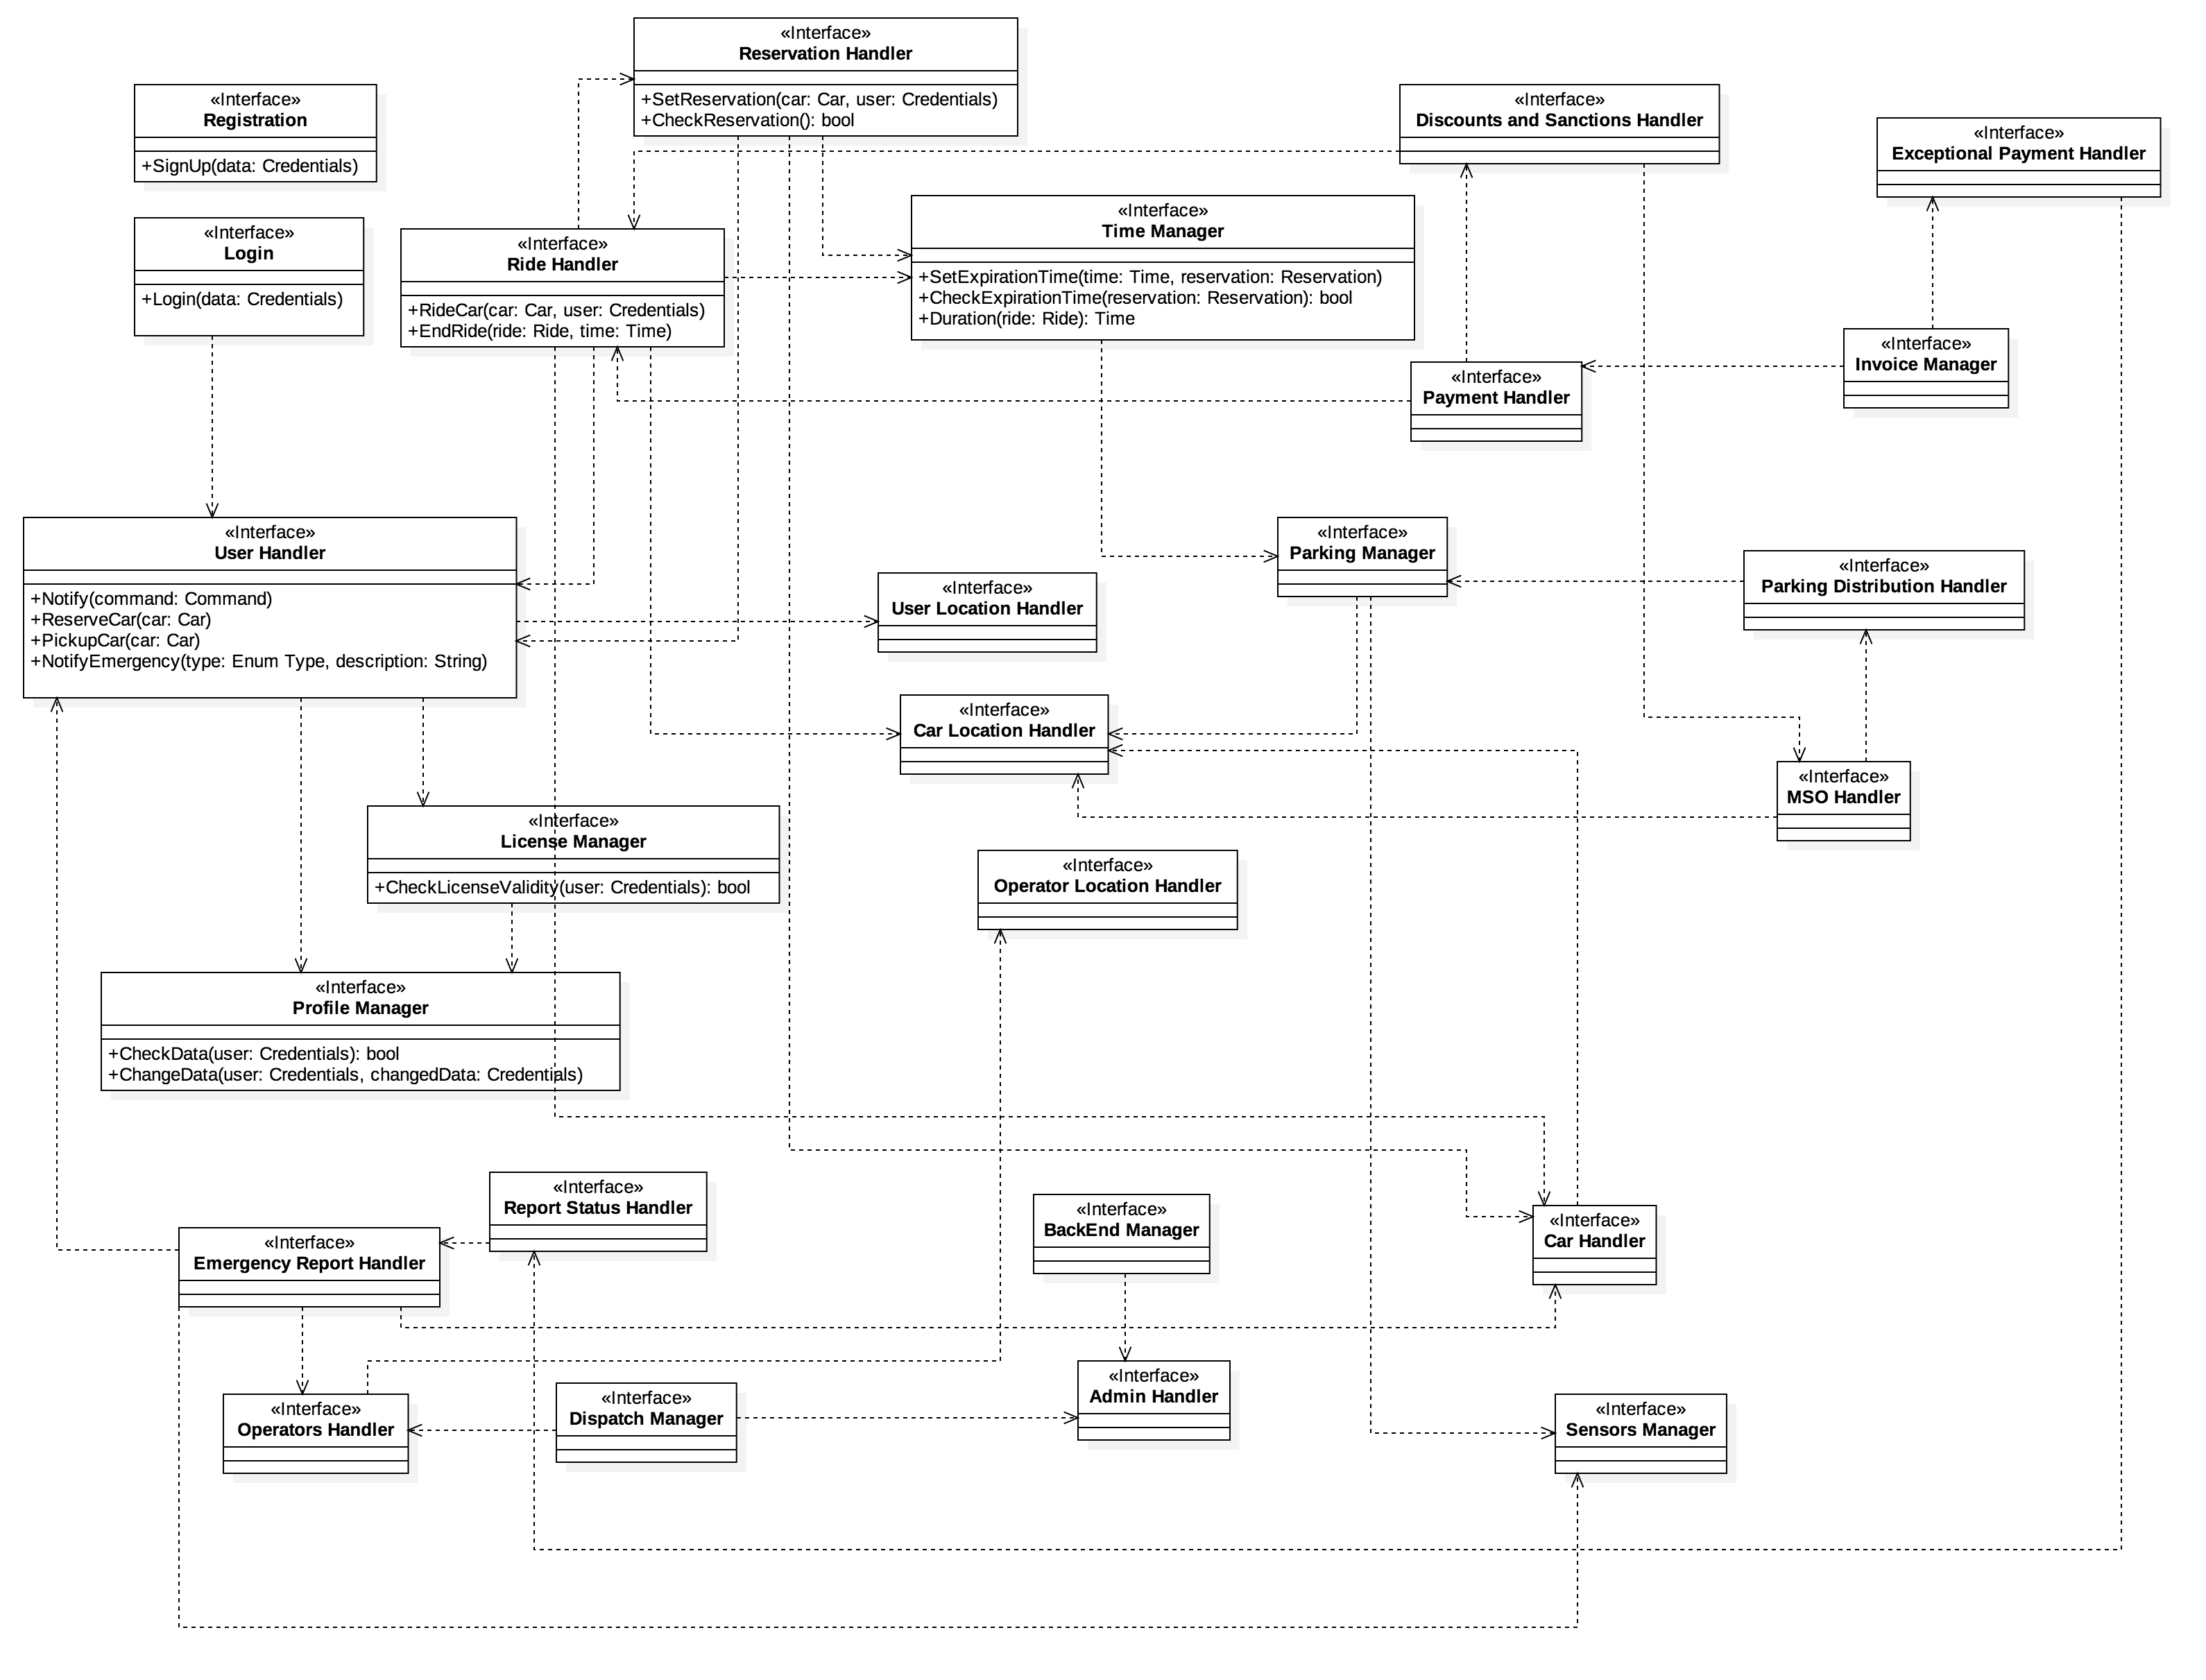 «Interface»
Reservation Handler
+SetReservation(car: Car, user: Credentials)
+CheckReservation(): bool
«Interface»
Registration
+SignUp(data: Credentials)
«Interface»
Discounts and Sanctions Handler
«Interface»
Exceptional Payment Handler
«Interface»
Login
+Login(data: Credentials)
«Interface»
Ride Handler
+RideCar(car: Car, user: Credentials)
+EndRide(ride: Ride, time: Time)
«Interface»
Time Manager
+SetExpirationTime(time: Time, reservation: Reservation)
+CheckExpirationTime(reservation: Reservation): bool
+Duration(ride: Ride): Time
«Interface»
Payment Handler
«Interface»
Invoice Manager
«Interface»
User Handler
+Notify(command: Command)
+ReserveCar(car: Car)
+PickupCar(car: Car)
+NotifyEmergency(type: Enum Type, description: String)
«Interface»
User Location Handler
«Interface»
Parking Manager
«Interface»
Parking Distribution Handler
«Interface»
Car Location Handler
«Interface»
MSO Handler
«Interface»
License Manager
+CheckLicenseValidity(user: Credentials): bool
«Interface»
Operator Location Handler
«Interface»
Profile Manager
+CheckData(user: Credentials): bool
+ChangeData(user: Credentials, changedData: Credentials)
«Interface»
Report Status Handler
«Interface»
BackEnd Manager
«Interface»
Car Handler
«Interface»
Emergency Report Handler
«Interface»
Operators Handler
«Interface»
Dispatch Manager
«Interface»
Admin Handler
«Interface»
Sensors Manager